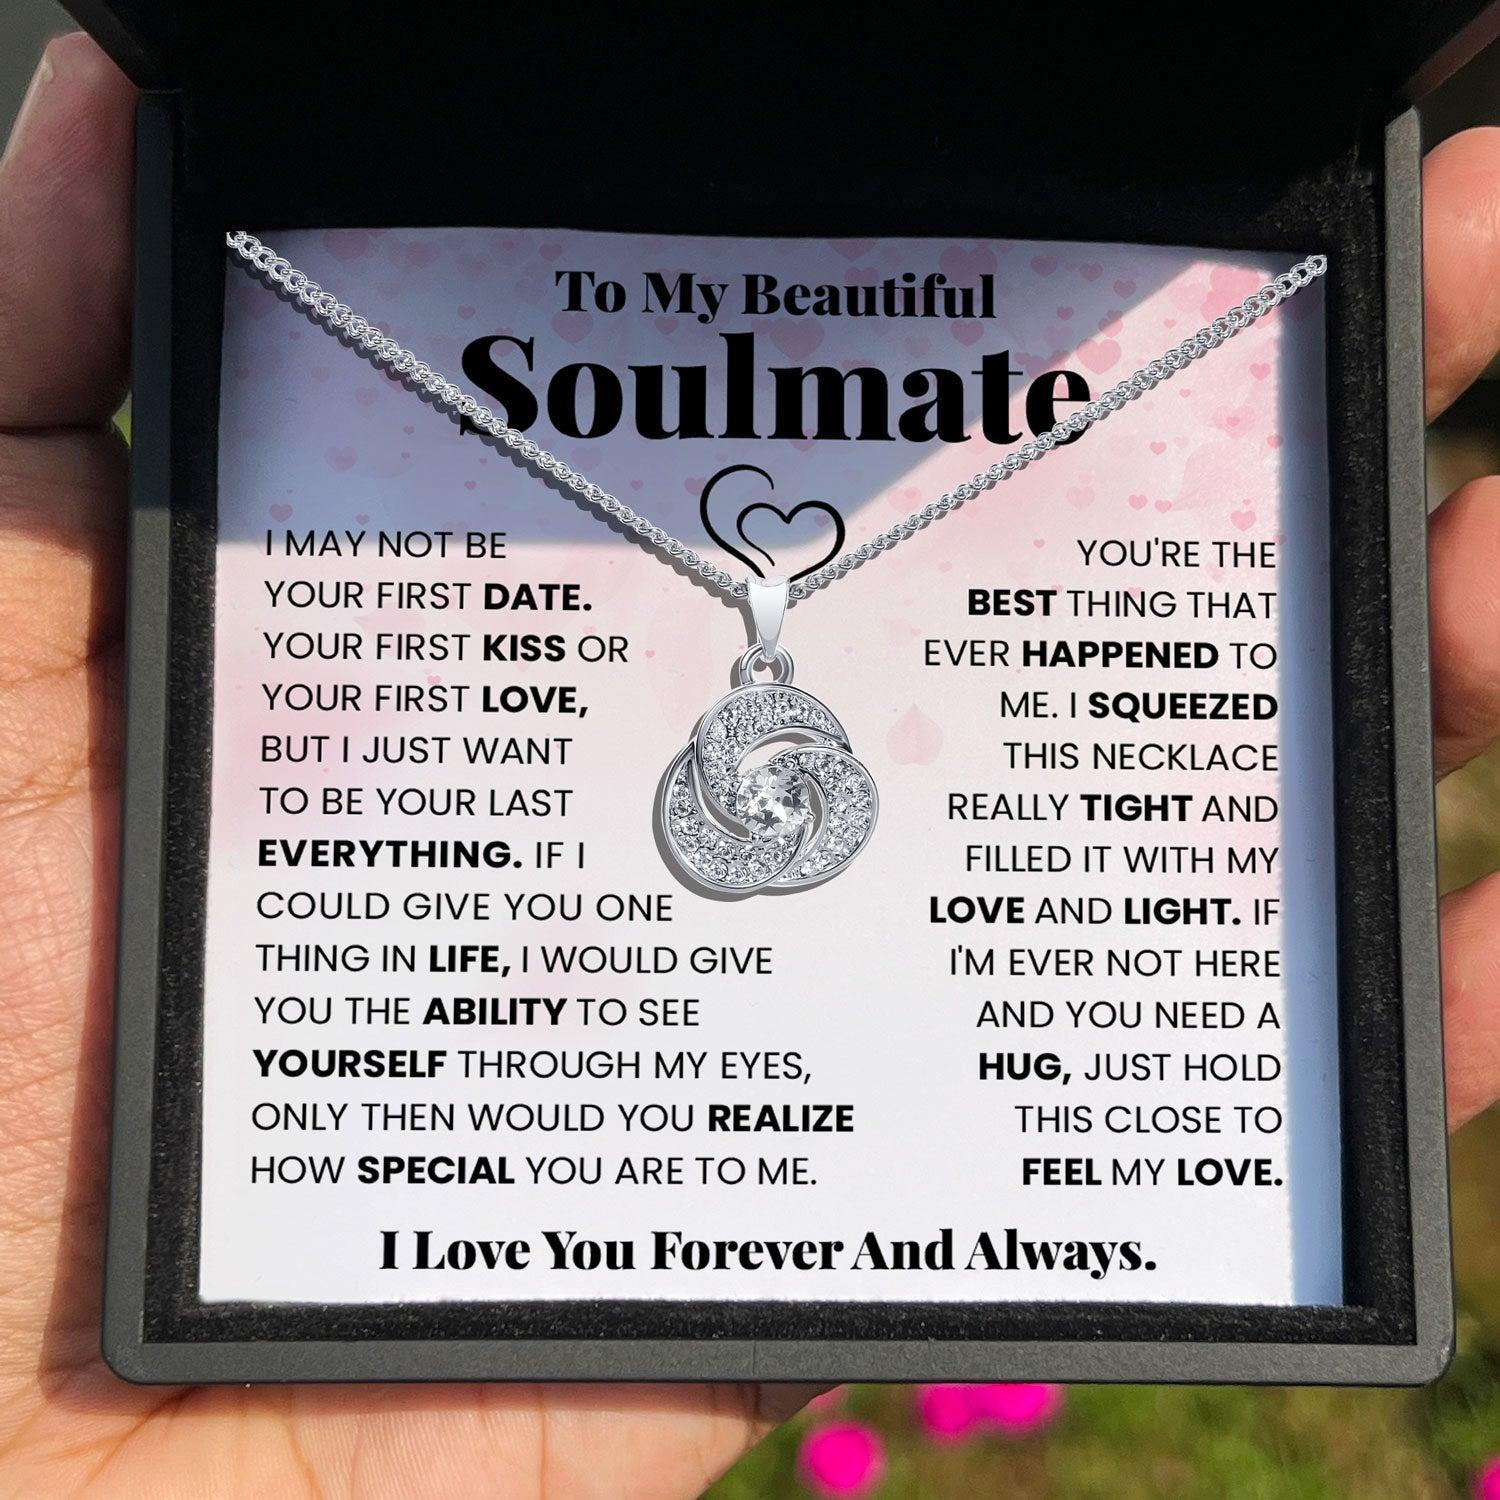 To My Beautiful
Soulmate
I MAY NOT BE
YOUR FIRST DATE.
YOUR FIRST KISS OR
YOUR FIRST LOVE,
BUT I JUST WANT
TO BE YOUR LAST
EVERYTHING. IF I
COULD GIVE YOU ONE
THING IN LIFE, I WOULD GIVE
YOU THE ABILITY TO SEE
YOURSELF THROUGH MY EYES,
ONLY THEN WOULD YOU REALIZE
HOW SPECIAL YOU ARE TO ME.
YOU'RE THE
BEST THING THAT
EVER HAPPENED TO
ME. I SQUEEZED
THIS NECKLACE
REALLY TIGHT AND
FILLED IT WITH MY
LOVE AND LIGHT. IF
I'M EVER NOT HERE
AND YOU NEED A
HUG, JUST HOLD
THIS CLOSE TO
FEEL MY LOVE.
I Love You Forever And Always.